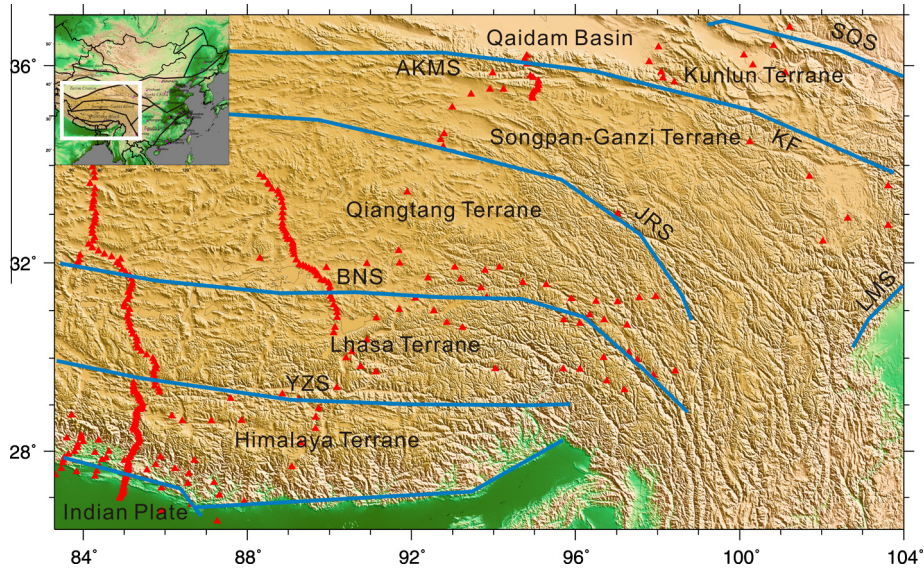 Qaidam Basin
SQS
36°
AKMS
Kunlun Terrane
Songpan-Ganzi Terrane
KF
Qiangtang Terrane
JRS
32°
BNS
LMS
Lhasa Terrane
YZS
28°
Himalaya Terrane
Indian Plate
84° 88° 92° 96° 100° 104°